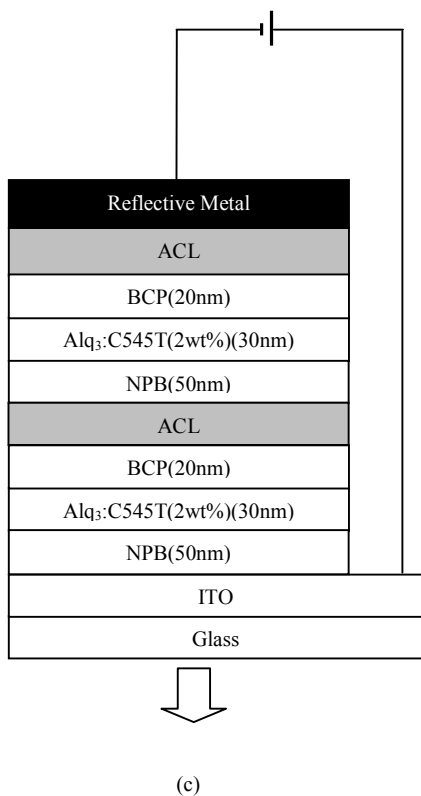 Reflective Metal
ACL
BCP(20nm)
Alq₃:C545T(2wt%)(30nm)
NPB(50nm)
ACL
BCP(20nm)
Alq₃:C545T(2wt%)(30nm)
NPB(50nm)
ITO
Glass
(c)